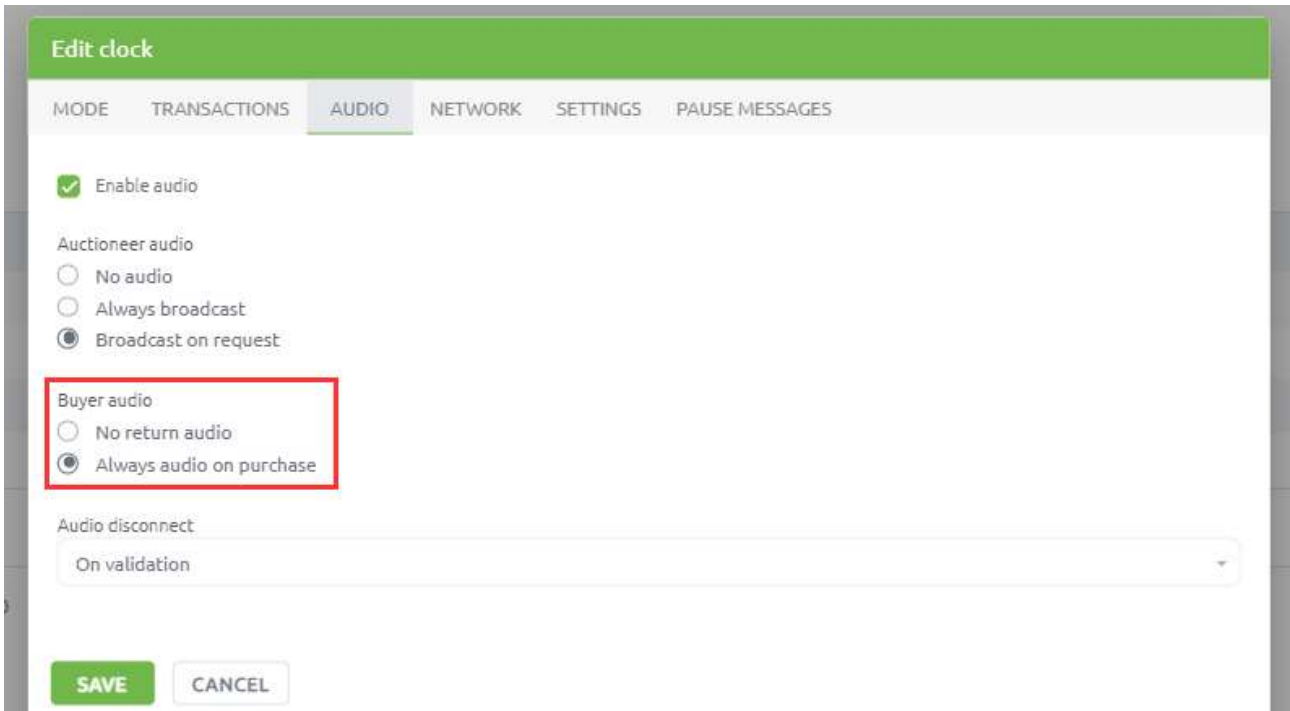 Edit clock
MODE TRANSACTIONS AUDIO NETWORK SETTINGS PAUSE MESSAGES
Enable audio
Auctioneer audio
No audio
Always broadcast
Broadcast on request
Buyer audio
No return audio
Always audio on purchase
Audio disconnect
On validation
SAVE CANCEL